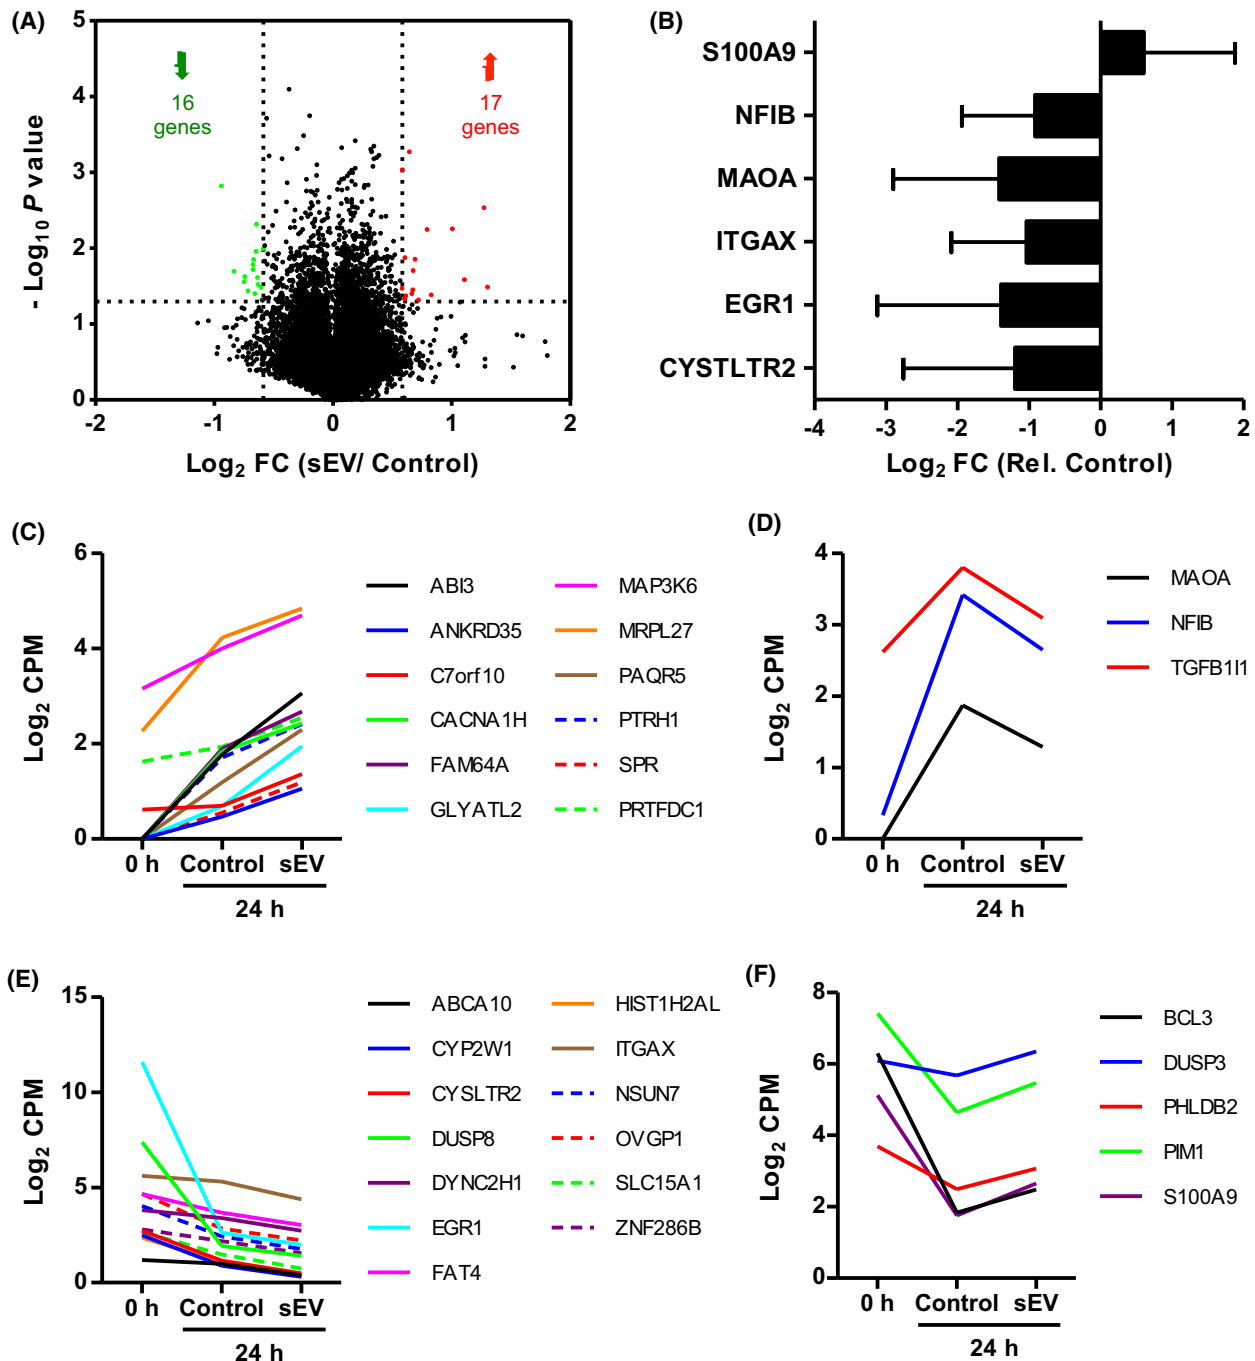 (A)
5
4
3
2
1
0
- Log10 P value
16
genes
17
genes
-2
-1
0
1
2
Log2 FC (sEV/ Control)
(B)
S100A9
NFIB
MAOA
ITGAX
EGR1
CYSTLTR2
-4
-3
-2
-1
0
1
2
Log2 FC (Rel. Control)
(C)
6
4
2
0
Log2 CPM
0 h
Control
sEV
24 h
ABI3
ANKRD35
C7orf10
CACNA1H
FAM64A
GLYATL2
MAP3K6
MRPL27
PAQR5
PTRH1
SPR
PRTFDC1
(D)
4
3
2
1
0
Log2 CPM
0 h
Control
sEV
24 h
MAOA
NFIB
TGFB1I1
(E)
15
10
5
0
Log2 CPM
0 h
Control
sEV
24 h
ABCA10
CYP2W1
CYSLTR2
DUSP8
DYNC2H1
EGR1
FAT4
HIST1H2AL
ITGAX
NSUN7
OVGP1
SLC15A1
ZNF286B
(F)
8
6
4
2
0
Log2 CPM
0 h
Control
sEV
24 h
BCL3
DUSP3
PHLDB2
PIM1
S100A9